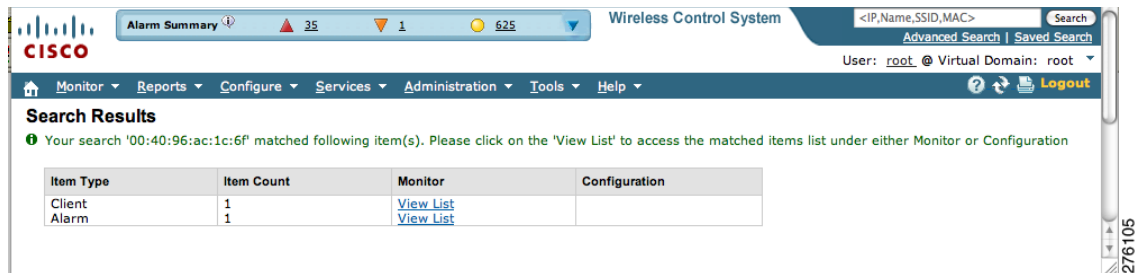 Alarm Summary 35 1 625
Wireless Control System
<IP,Name,SSID,MAC> Search
Advanced Search | Saved Search
CISCO
User: root @ Virtual Domain: root
Monitor Reports Configure Services Administration Tools Help Logout
Search Results
Your search '00:40:96:ac:1c:6f' matched following item(s). Please click on the 'View List' to access the matched items list under either Monitor or Configuration
Item Type Item Count Monitor Configuration
Client 1 View List
Alarm 1 View List
276105